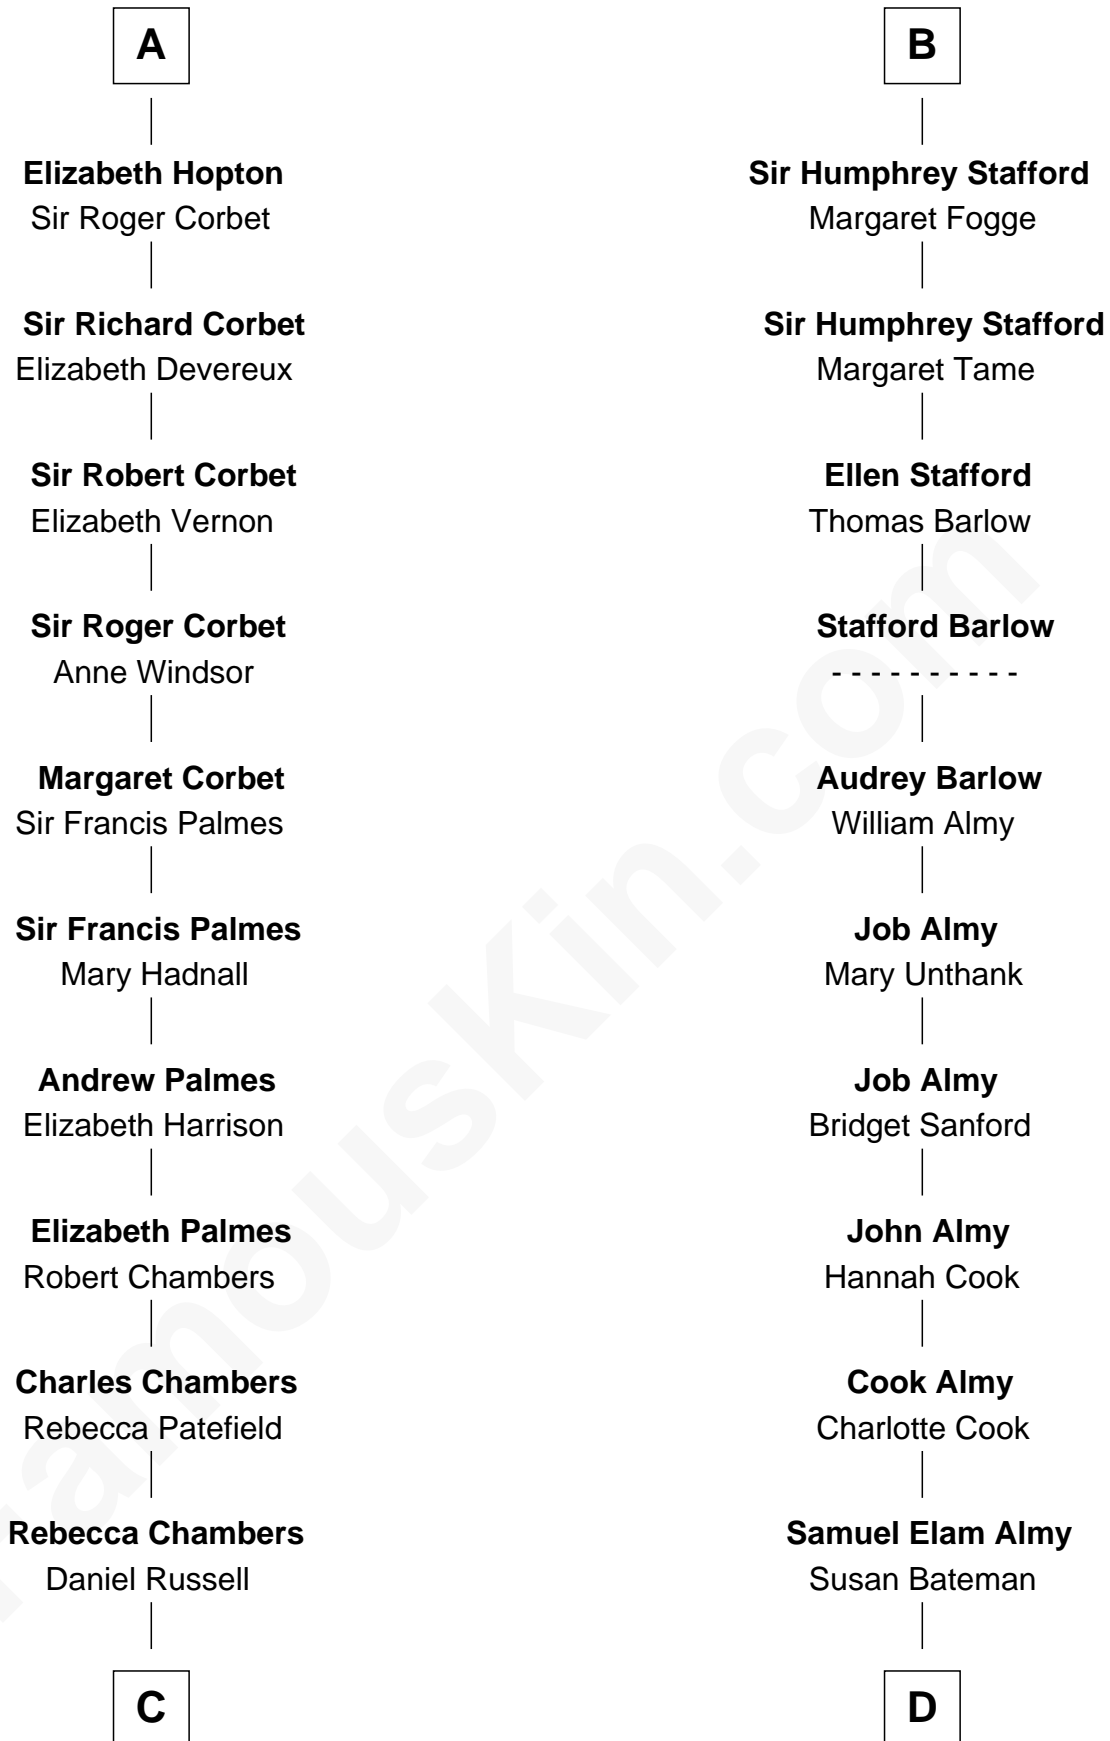 A
Elizabeth Hopton
Sir Roger Corbet
Sir Richard Corbet
Elizabeth Devereux
Sir Robert Corbet
Elizabeth Vernon
Sir Roger Corbet
Anne Windsor
Margaret Corbet
Sir Francis Palmes
Sir Francis Palmes
Mary Hadnall
Andrew Palmes
Elizabeth Harrison
Elizabeth Palmes
Robert Chambers
Charles Chambers
Rebecca Patefield
Rebecca Chambers
Daniel Russell
C
B
Sir Humphrey Stafford
Margaret Fogge
Sir Humphrey Stafford
Margaret Tame
Ellen Stafford
Thomas Barlow
Stafford Barlow
- - - - - - - - - -
Audrey Barlow
William Almy
Job Almy
Mary Unthank
Job Almy
Bridget Sanford
John Almy
Hannah Cook
Cook Almy
Charlotte Cook
Samuel Elam Almy
Susan Bateman
D
FamousKin.com